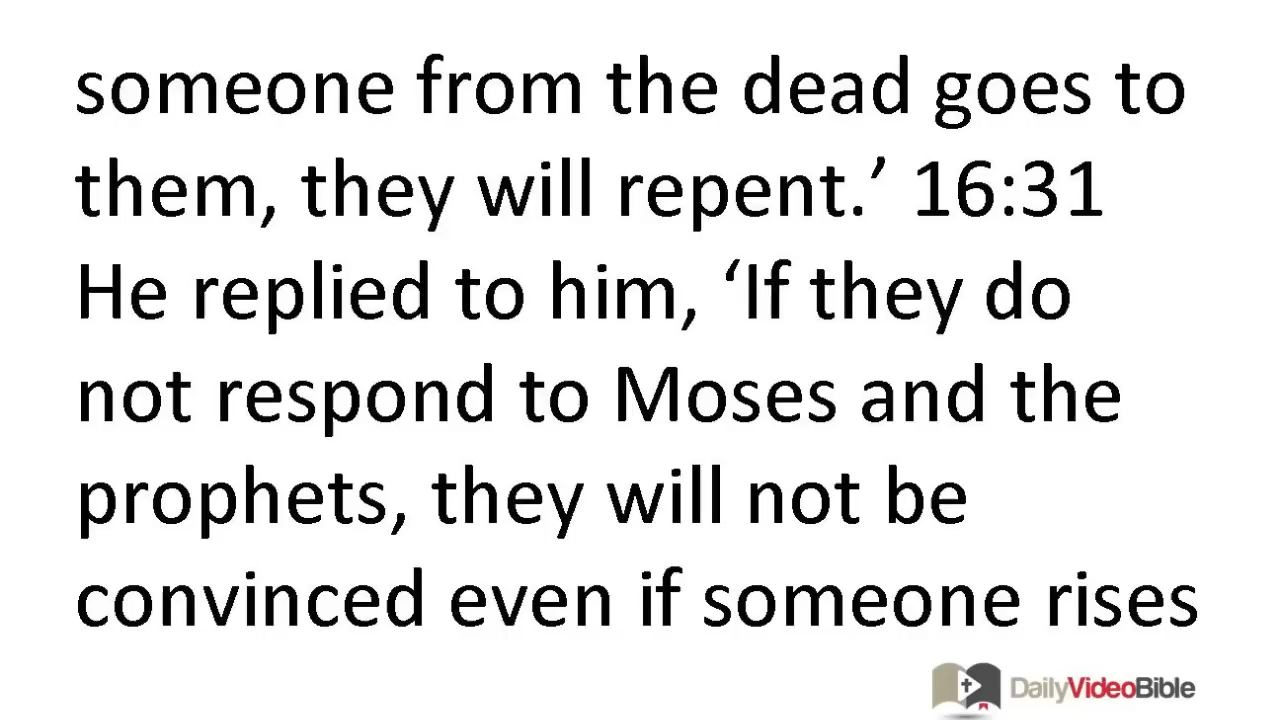 someone from the dead goes to
them, they will repent.’ 16:31
He replied to him, ‘If they do
not respond to Moses and the
prophets, they will not be
convinced even if someone rises
DailyVideoBible